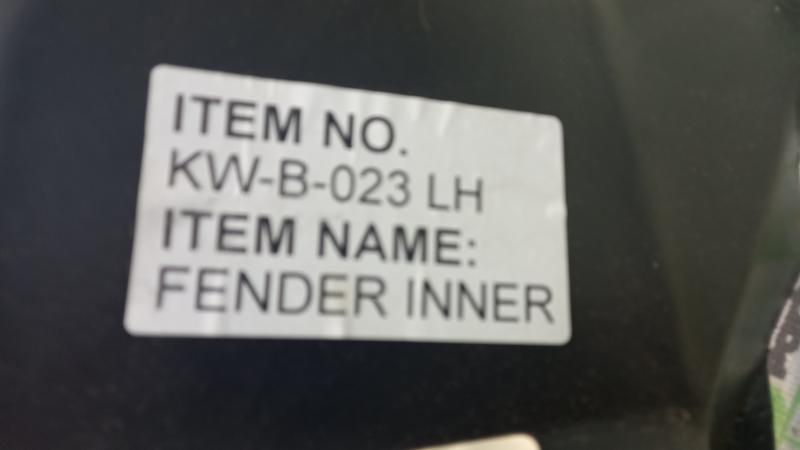 ITEM NO.
KW-B-023 LH
ITEM NAME:
FENDER INNER